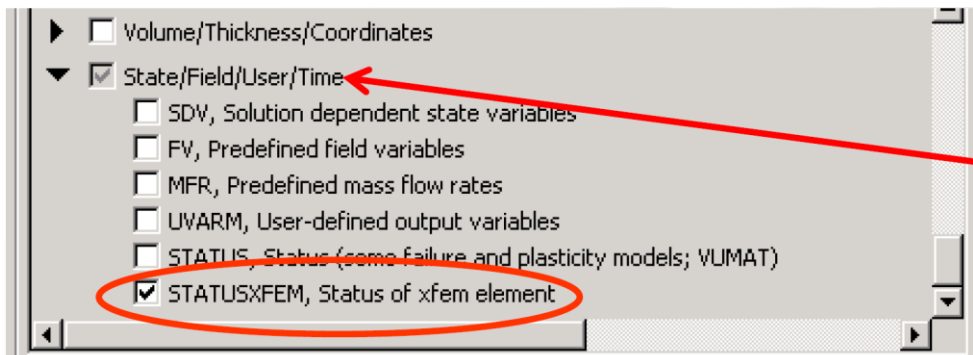 Volume/Thickness/Coordinates
State/Field/User/Time
SDV, Solution dependent state variables
FV, Predefined field variables
MFR, Predefined mass flow rates
UVARM, User-defined output variables
STATUS, Status (some failure and plasticity models; VUMAT)
STATUSXFEM, Status of xfem element